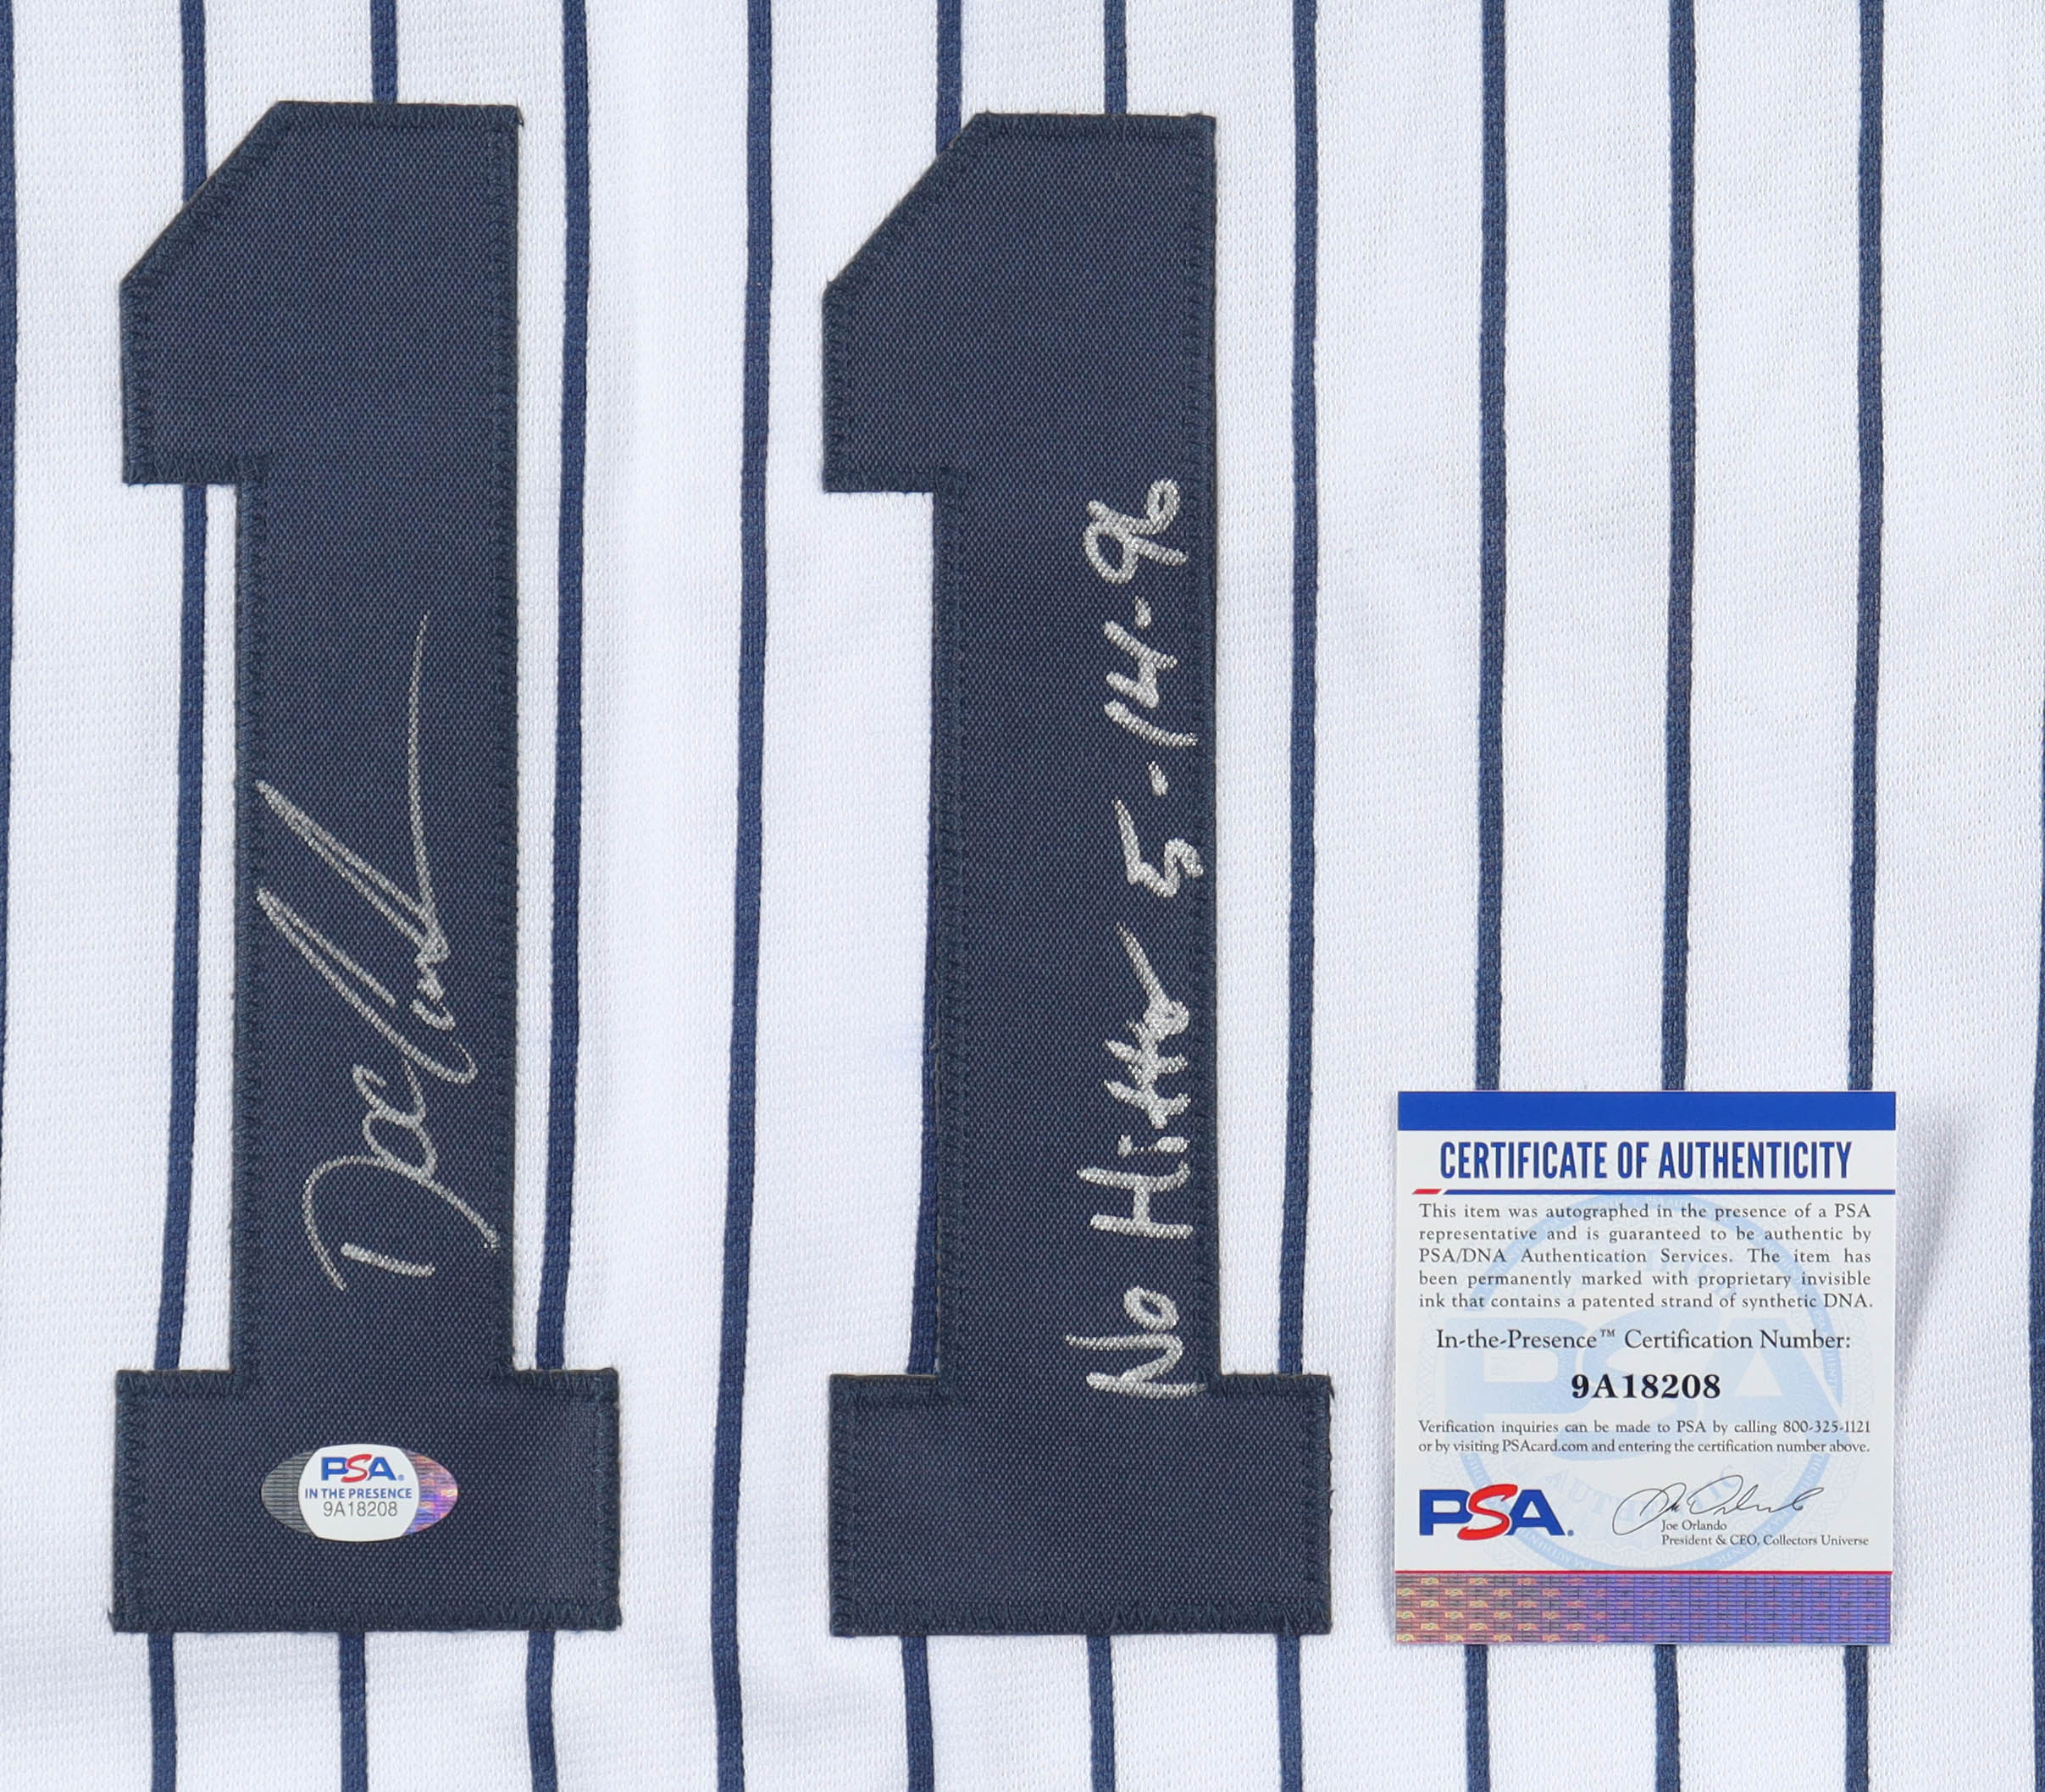 11
Doc
No Hitter 5-14-96
PSA
IN THE PRESENCE
9A18208
CERTIFICATE OF AUTHENTICITY
This item was autographed in the presence of a PSA
representative and is guaranteed to be authentic by
PSA/DNA Authentication Services. The item has
been permanently marked with proprietary invisible
ink that contains a patented strand of synthetic DNA.
In-the-Presence™ Certification Number:
9A18208
Verification inquiries can be made to PSA by calling 800-325-1121
or by visiting PSAcard.com and entering the certification number above.
PSA
Joe Orlando
President & CEO, Collectors Universe